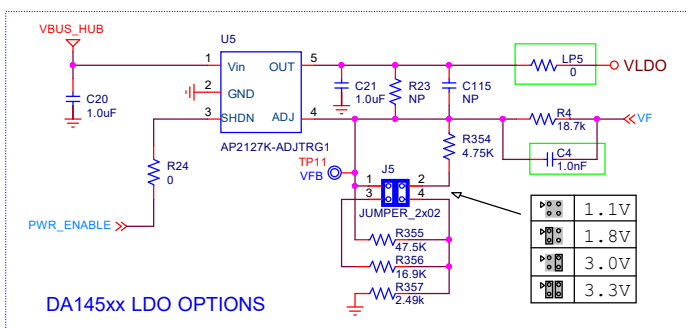 VBUS_HUB
U5
1 Vin OUT 5
2 GND
3 SHDN ADJ 4
AP2127K-ADJTRG1
C20
1.0uF
C21
1.0uF
R23
NP
C115
NP
LP5
0
VLDO
R4
18.7k
VF
C4
1.0nF
R354
4.75K
R24
0
TP11
VFB
J5
1 2
3 4
JUMPER_2x02
PWR_ENABLE
R355
47.5K
R356
16.9K
R357
2.49k
1.1V
1.8V
3.0V
3.3V
DA145xx LDO OPTIONS